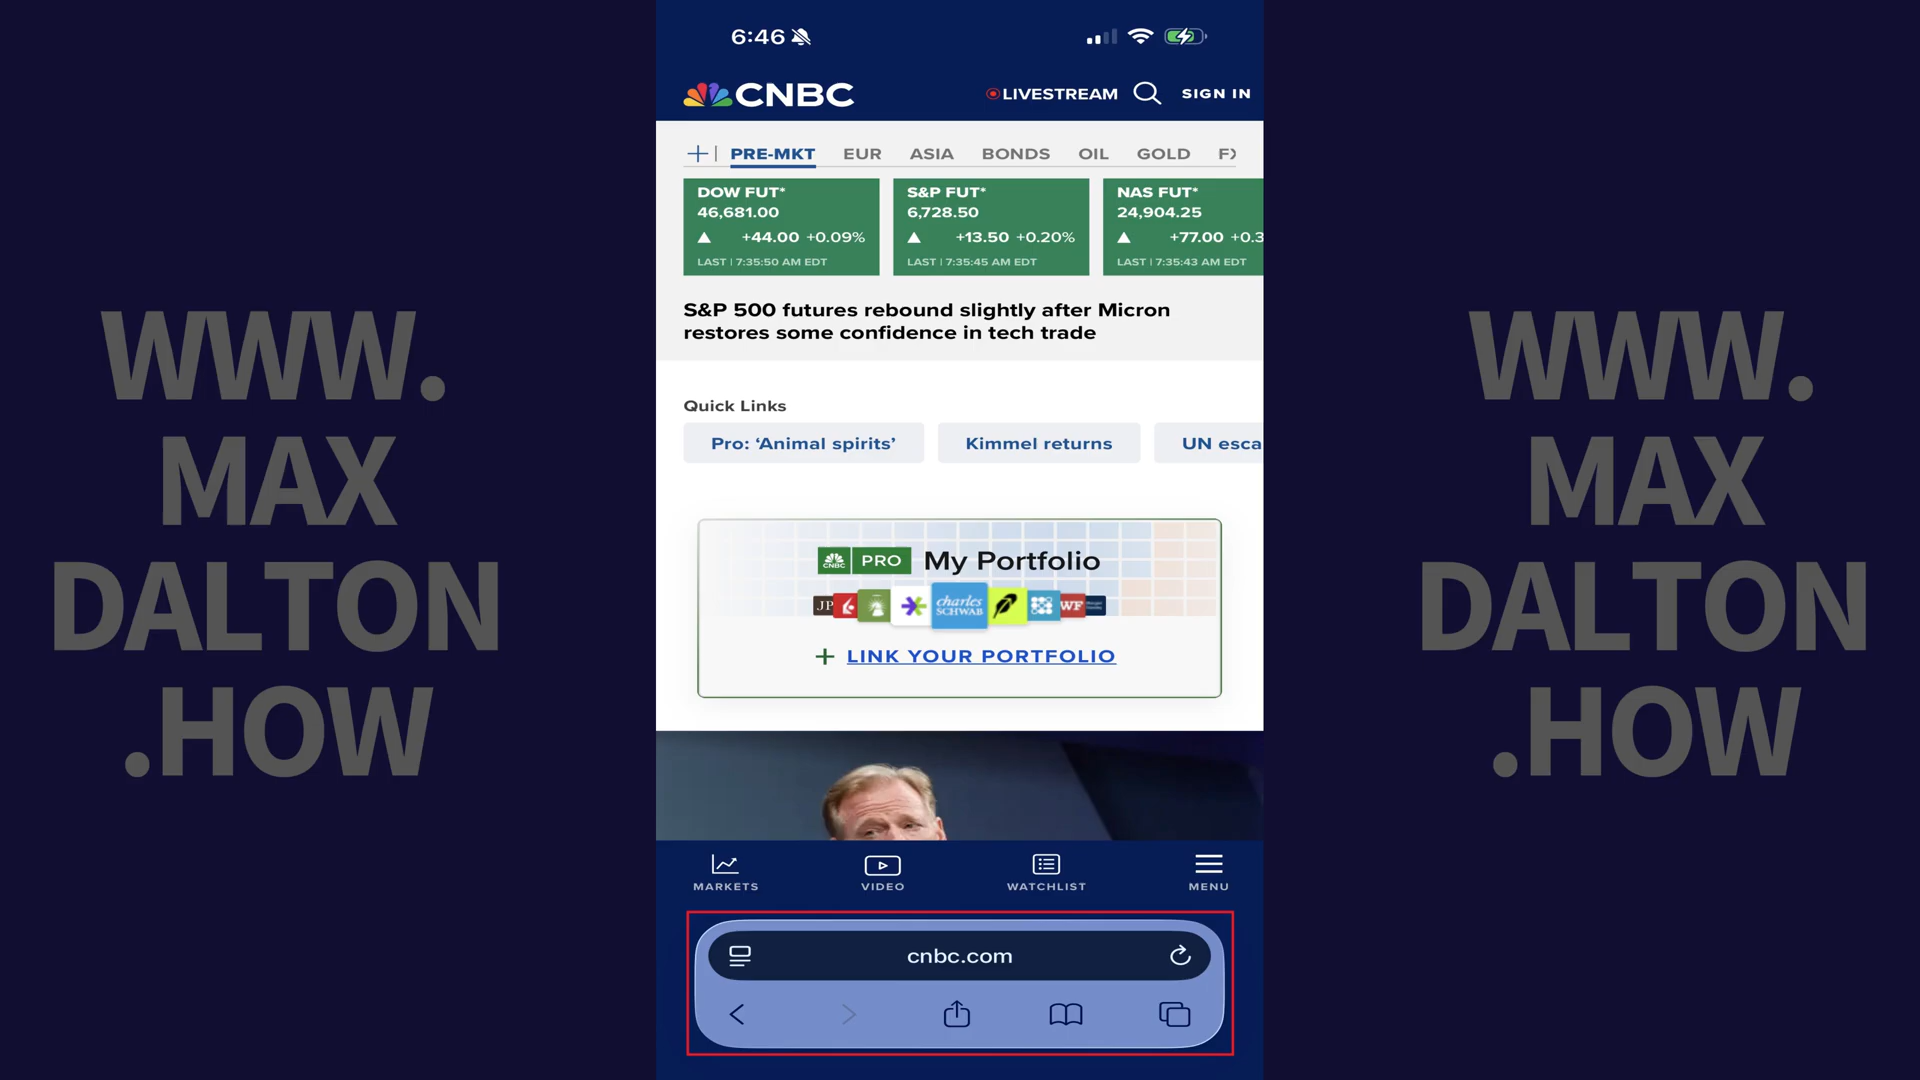 WWW.
MAX
DALTON
.HOW
6:46
CNBC
LIVESTREAM
SIGN IN
PRE-MKT EUR ASIA BONDS OIL GOLD
DOW FUT*
46,681.00
+44.00 +0.09%
LAST | 7:35:50 AM EDT
S&P FUT*
6,728.50
+13.50 +0.20%
LAST | 7:35:45 AM EDT
NAS FUT*
24,904.25
+77.00 +0.3
LAST | 7:35:43 AM EDT
S&P 500 futures rebound slightly after Micron
restores some confidence in tech trade
Quick Links
Pro: ‘Animal spirits’ Kimmel returns UN esca
CNBC PRO My Portfolio
JP charles SCHWAB WF
+ LINK YOUR PORTFOLIO
MARKETS VIDEO WATCHLIST MENU
cnbc.com
WWW.
MAX
DALTON
.HOW